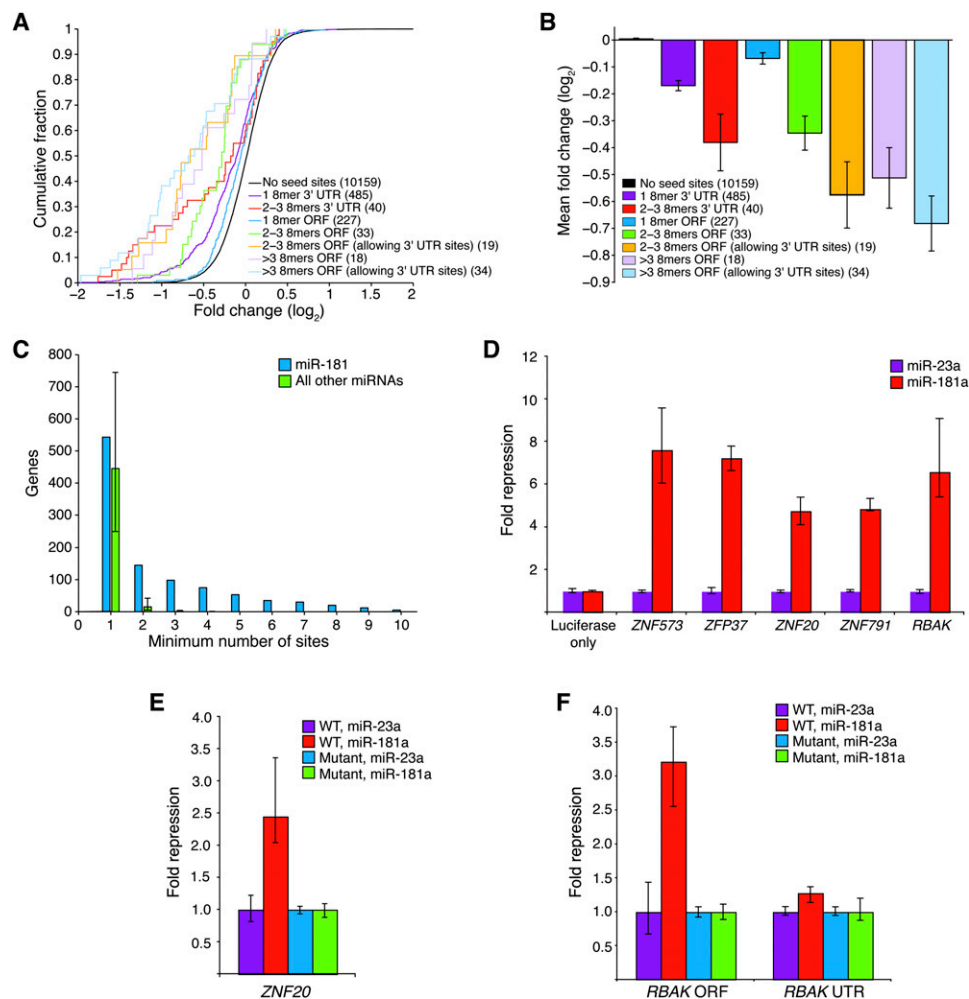 A
Cumulative fraction
1
0.9
0.8
0.7
0.6
0.5
0.4
0.3
0.2
0.1
0
No seed sites (10159)
1 8mer 3' UTR (485)
2–3 8mers 3' UTR (40)
1 8mer ORF (227)
2–3 8mers ORF (33)
2–3 8mers ORF (allowing 3' UTR sites) (19)
>3 8mers ORF (18)
>3 8mers ORF (allowing 3' UTR sites) (34)
−2 −1.5 −1 −0.5 0 0.5 1 1.5 2
Fold change (log2)
B
Mean fold change (log2)
0
−0.1
−0.2
−0.3
−0.4
−0.5
−0.6
−0.7
−0.8
−0.9
No seed sites (10159)
1 8mer 3' UTR (485)
2–3 8mers 3' UTR (40)
1 8mer ORF (227)
2–3 8mers ORF (33)
2–3 8mers ORF (allowing 3' UTR sites) (19)
>3 8mers ORF (18)
>3 8mers ORF (allowing 3' UTR sites) (34)
C
Genes
800
700
600
500
400
300
200
100
0
miR-181
All other miRNAs
1 2 3 4 5 6 7 8 9 10
Minimum number of sites
D
Fold repression
12
10
8
6
4
2
miR-23a
miR-181a
Luciferase only
ZNF573 ZFP37 ZNF20 ZNF791 RBAK
E
Fold repression
4.0
3.5
3.0
2.5
2.0
1.5
1.0
0.5
WT, miR-23a
WT, miR-181a
Mutant, miR-23a
Mutant, miR-181a
ZNF20
F
Fold repression
4.0
3.5
3.0
2.5
2.0
1.5
1.0
0.5
WT, miR-23a
WT, miR-181a
Mutant, miR-23a
Mutant, miR-181a
RBAK ORF RBAK UTR